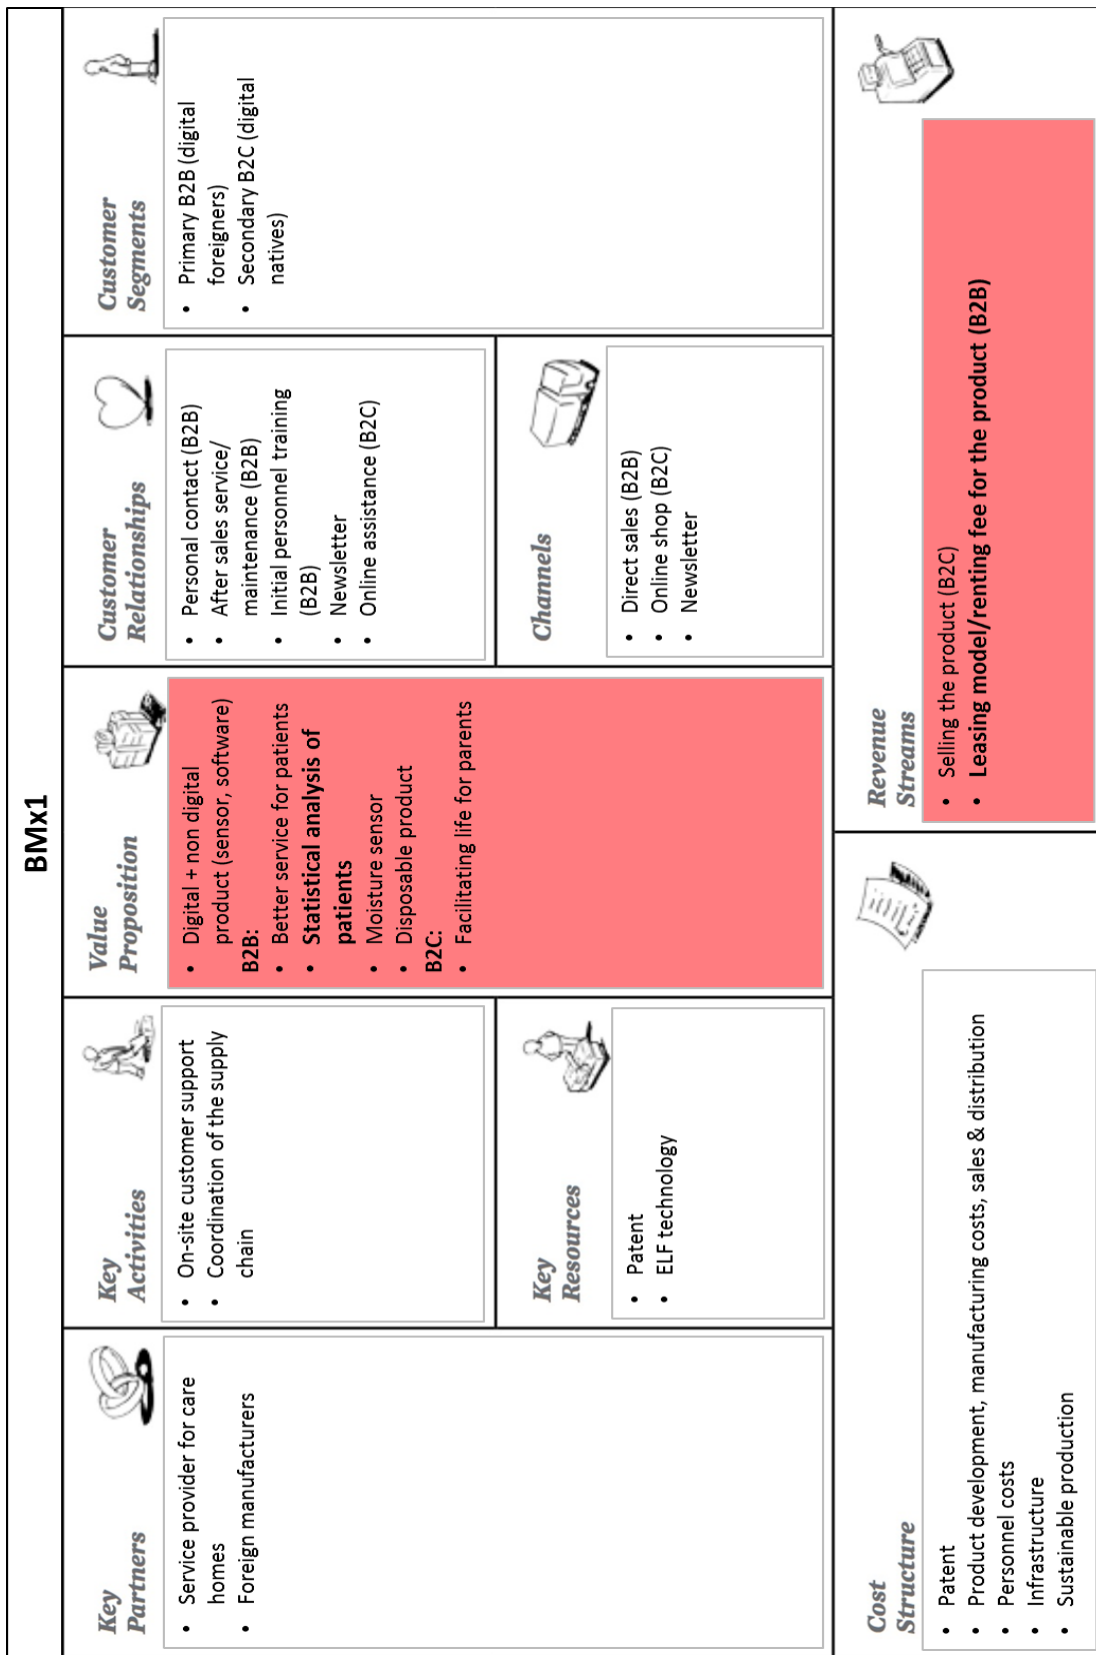 BMx1
Key
Partners
• Service provider for care
homes
• Foreign manufacturers
Key
Activities
• On-site customer support
• Coordination of the supply
chain
Key
Resources
• Patent
• ELF technology
Value
Proposition
• Digital + non digital
product (sensor, software)
B2B:
• Better service for patients
• Statistical analysis of
patients
• Moisture sensor
• Disposable product
B2C:
• Facilitating life for parents
Customer
Relationships
• Personal contact (B2B)
• After sales service/
maintenance (B2B)
• Initial personnel training
(B2B)
• Newsletter
• Online assistance (B2C)
Channels
• Direct sales (B2B)
• Online shop (B2C)
• Newsletter
Customer
Segments
• Primary B2B (digital
foreigners)
• Secondary B2C (digital
natives)
Cost
Structure
• Patent
• Product development, manufacturing costs, sales & distribution
• Personnel costs
• Infrastructure
• Sustainable production
Revenue
Streams
• Selling the product (B2C)
• Leasing model/renting fee for the product (B2B)